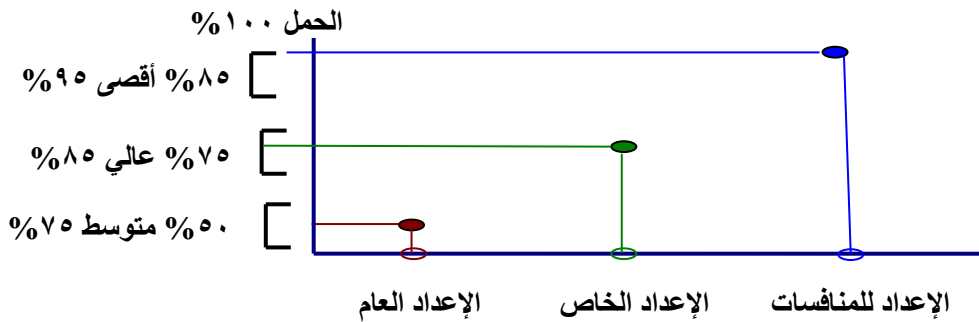 الحمل ١٠٠%
٨٥% أقصى ٩٥%
٧٥% عالي ٨٥%
٥٠% متوسط ٧٥%
الإعداد العام
الإعداد الخاص
الإعداد للمنافسات